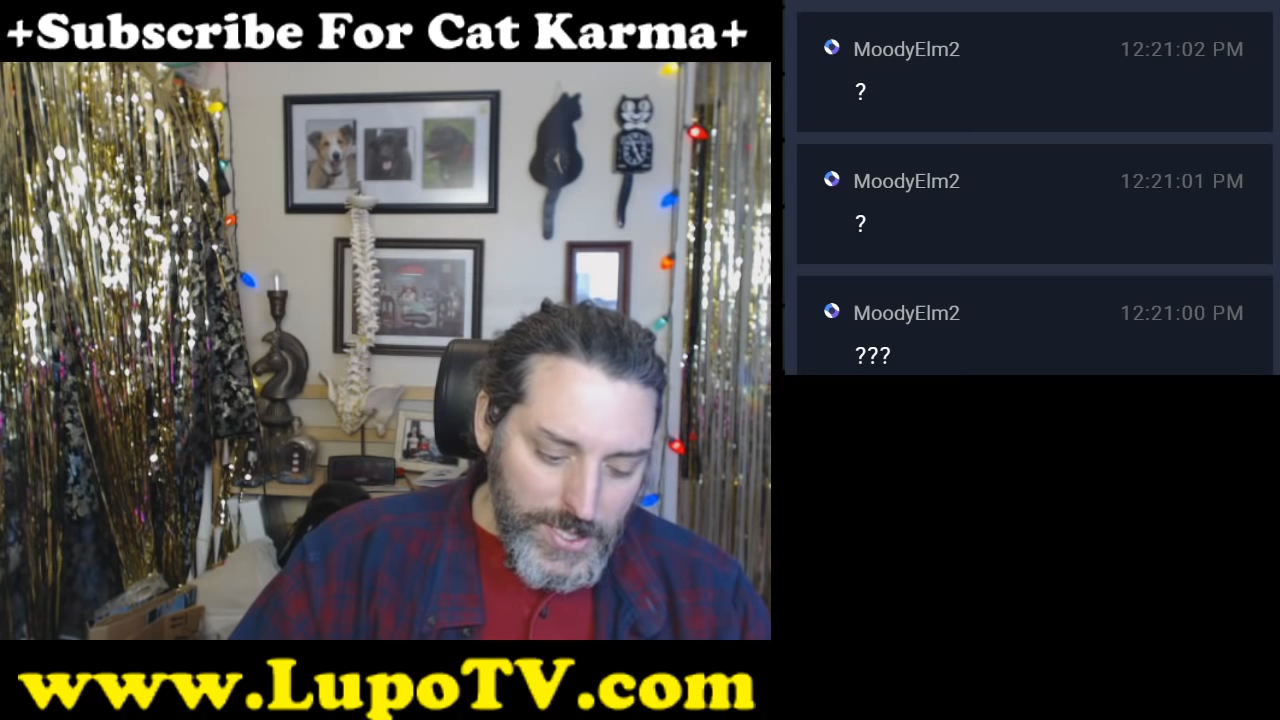 +Subscribe For Cat Karma+
MoodyElm2 12:21:02 PM
?
MoodyElm2 12:21:01 PM
?
MoodyElm2 12:21:00 PM
???
www.LupoTV.com